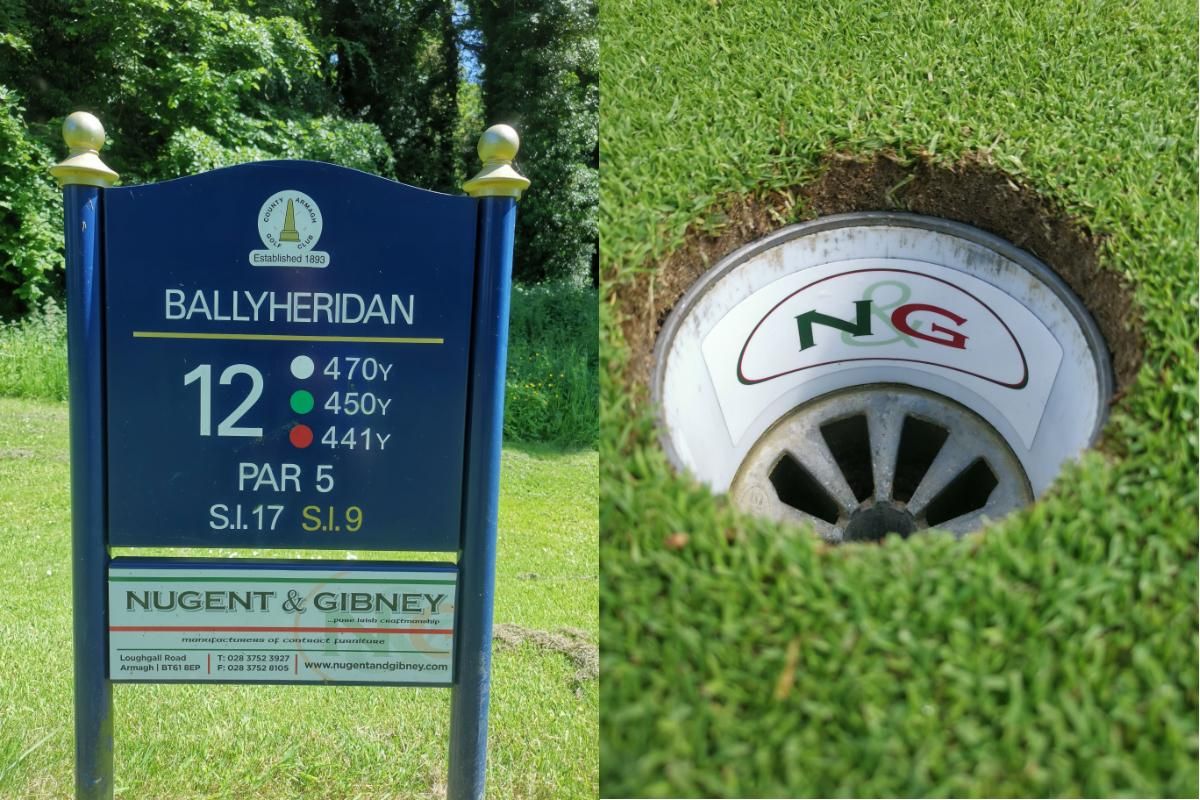 COUNTY ARMAGH
GOLF CLUB
Established 1893
BALLYHERIDAN
12
470Y
450Y
441Y
PAR 5
S.I.17 S.I.9
NUGENT & GIBNEY
...pure irish craftmanship
manufacturers of contract furniture
Loughgall Road
Armagh | BT61 8EP
T: 028 3752 3927
F: 028 3752 8105
www.nugentandgibney.com
N&G